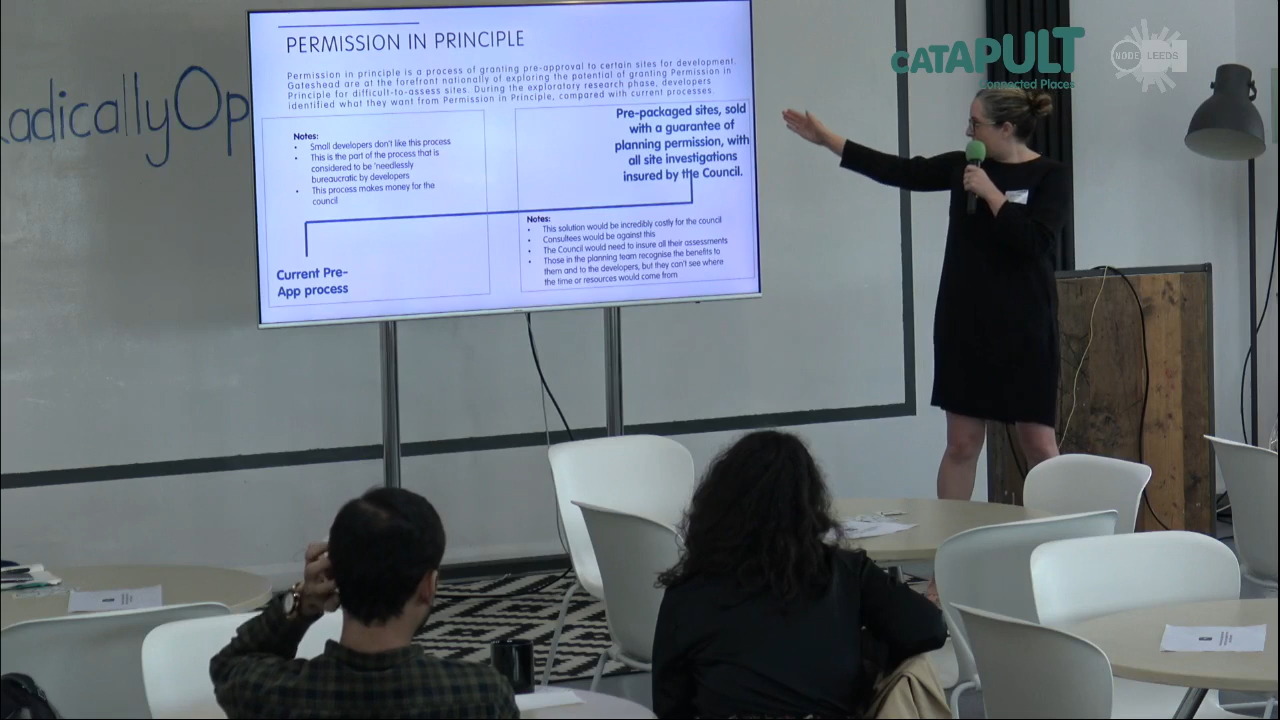 CATAPULT
Connected Places
NODE LEEDS
RadicallyOp
PERMISSION IN PRINCIPLE
Permission in principle is a process of granting pre-approval to certain sites for development.
Gateshead are at the forefront nationally of exploring the potential of granting Permission in
Principle for difficult-to-assess sites. During the exploratory research phase, developers
identified what they want from Permission in Principle, compared with current processes.
Notes:
• Small developers don't like this process
• This is the part of the process that is
considered to be 'needlessly
bureaucratic by developers
• This process makes money for the
council
Current Pre-
App process
Pre-packaged sites, sold
with a guarantee of
planning permission, with
all site investigations
insured by the Council.
Notes:
• This solution would be incredibly costly for the council
• Consultees would be against this
• The Council would need to insure all their assessments
• Those in the planning team recognise the benefits to
them and to the developers, but they can't see where
the time or resources would come from